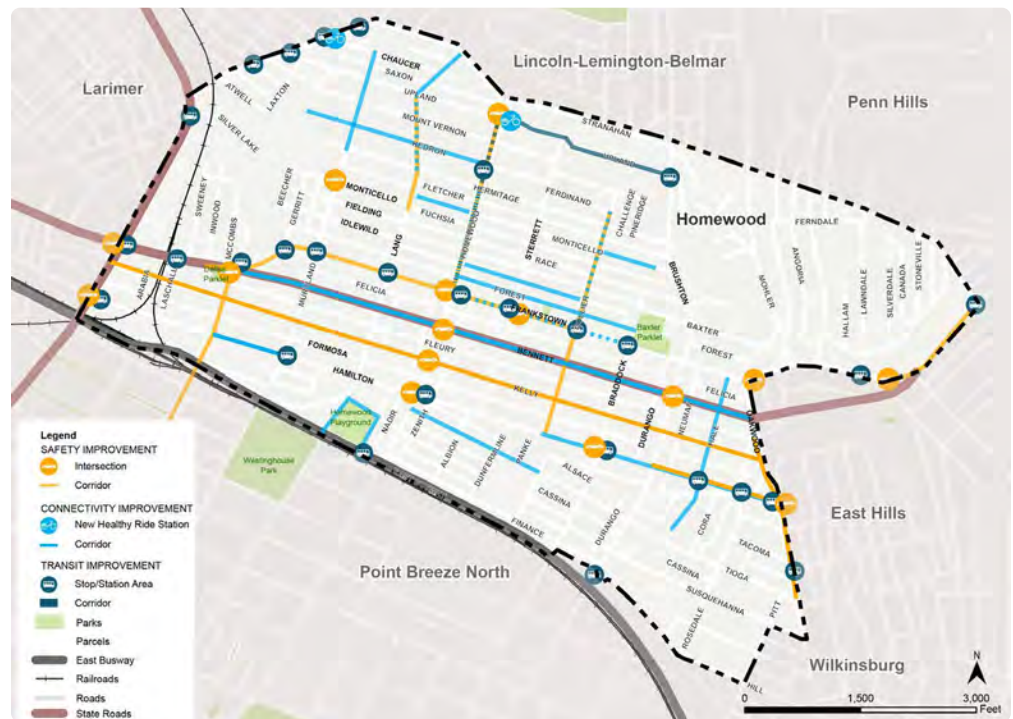 Larimer
Lincoln-Lemington-Belmar
Penn Hills
CHAUCER
SAXON
UPLAND
ATWELL
LAXTON
SILVER LAKE
MOUNT VERNON
HEDRON
STRANAHAN
UPLAND
SWEENEY
INWOOD
MCCOMBS
BEECHER
GERRITT
MONTICELLO
FIELDING
IDLEWILD
LANG
FLETCHER
FUCHSIA
HERMITAGE
FERDINAND
STERRETT
CHALLENGE
PINERIDGE
Homewood
FERNDALE
MONTICELLO
RACE
BRUSHTON
ANGORA
MOHLER
HALLAM
LAWNDALE
SILVERDALE
CANADA
STONEVILLE
ARABIA
LASCHALL
MURTLAND
FELICIA
FOREST
FRANKSTOWN
Baxter
Parklet
BAXTER
FOREST
FORMOSA
HAMILTON
FLEURY
BENNETT
KELLY
BRADDOCK
DURANGO
FELICIA
OAKWOOD
Homewood
Playground
Westinghouse
Park
NADIR
ZENITH
ALBION
DUNFERMLINE
PANKE
ALSACE
CASSINA
FINANCE
DURANGO
CORA
TACOMA
TIOGA
CASSINA
SUSQUEHANNA
ROSEDALE
PITT
HILL
East Hills
Point Breeze North
Wilkinsburg
Legend
SAFETY IMPROVEMENT
Intersection
Corridor
CONNECTIVITY IMPROVEMENT
New Healthy Ride Station
Corridor
TRANSIT IMPROVEMENT
Stop/Station Area
Corridor
Parks
Parcels
East Busway
Railroads
Roads
State Roads
N
0 1,500 3,000
Feet